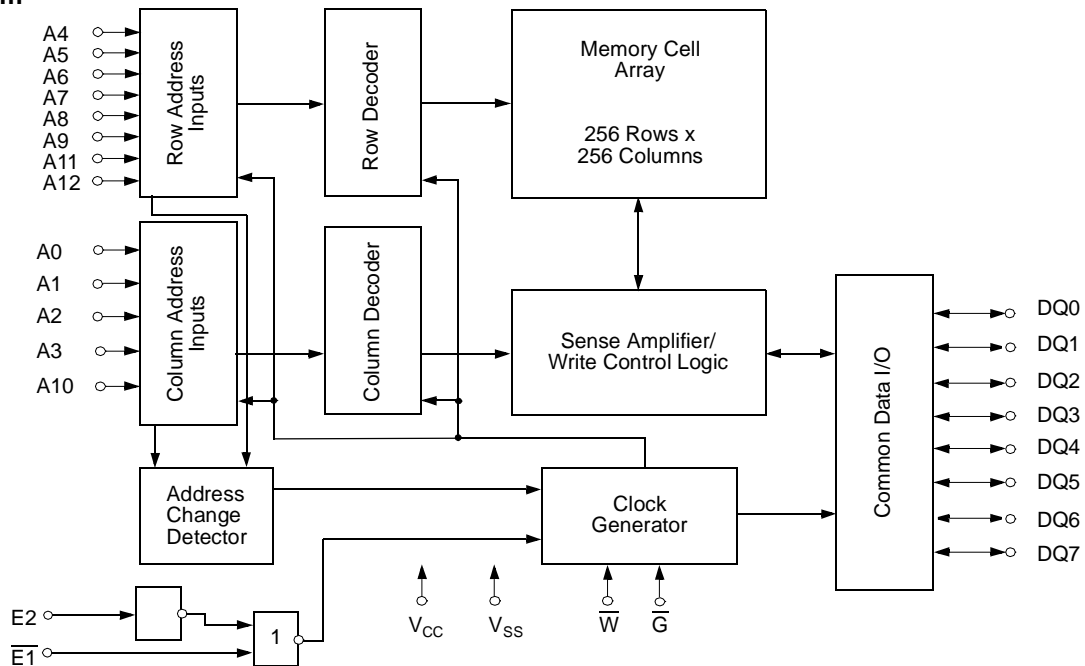 A4
A5
A6
A7
A8
A9
A11
A12
Row Address
Inputs
Row Decoder
Memory Cell
Array
256 Rows x
256 Columns
A0
A1
A2
A3
A10
Column Address
Inputs
Column Decoder
Sense Amplifier/
Write Control Logic
Common Data I/O
DQ0
DQ1
DQ2
DQ3
DQ4
DQ5
DQ6
DQ7
Address
Change
Detector
Clock
Generator
E2
E1
1
VCC
VSS
W
G